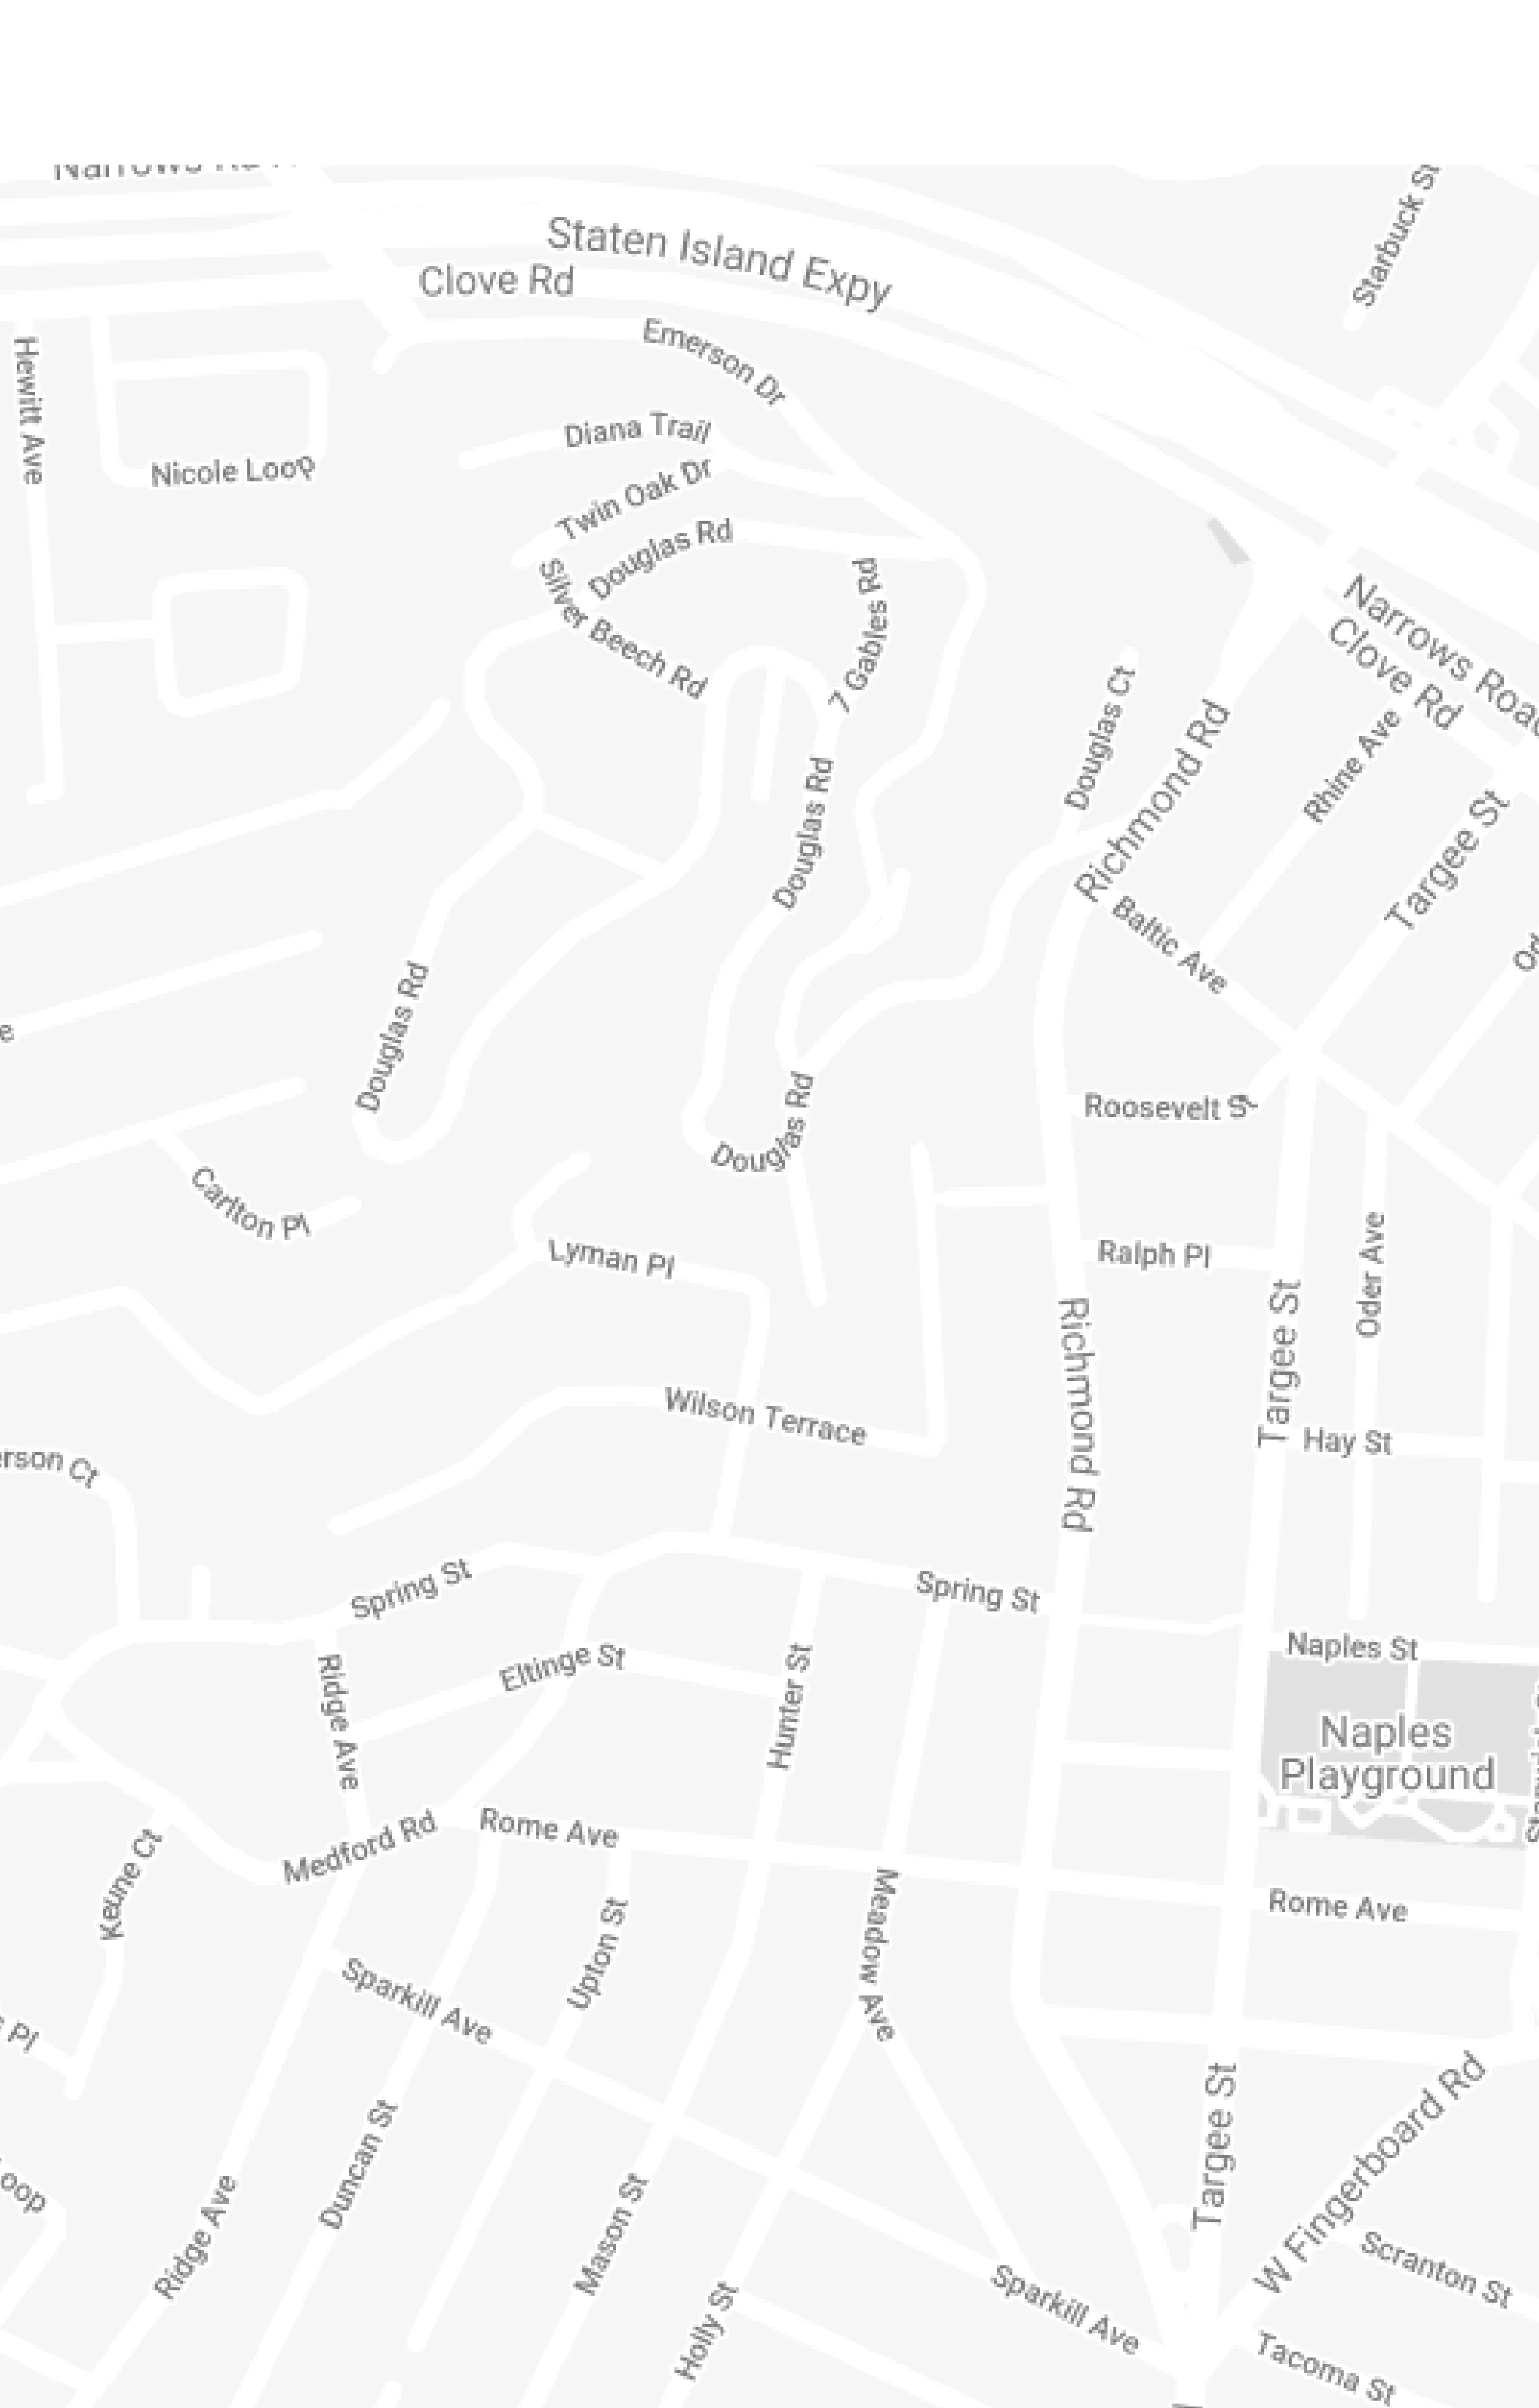 Starbuck St
Staten Island Expy
Clove Rd
Emerson Dr
Hewitt Ave
Diana Trail
Nicole Loop
Twin Oak Dr
Douglas Rd
Silver Beech Rd
7 Gables Rd
Narrows
Clove Rd
Douglas Ct
Richmond Rd
Rhine Ave
Douglas Rd
Targee St
Baltic Ave
Douglas Rd
Douglas Rd
Roosevelt St
Carlton Pl
Lyman Pl
Ralph Pl
Oder Ave
Richmond Rd
Targee St
Wilson Terrace
Hay St
Ct
Spring St
Spring St
Naples St
Eltinge St
Ridge Ave
Hunter St
Naples
Playground
Medford Rd
Rome Ave
Keune Ct
Rome Ave
Upton St
Meadow Ave
Sparkill Ave
Pl
Targee St
W Fingerboard Rd
Duncan St
Ridge Ave
Mason St
Scranton St
Holly St
Sparkill Ave
Tacoma St